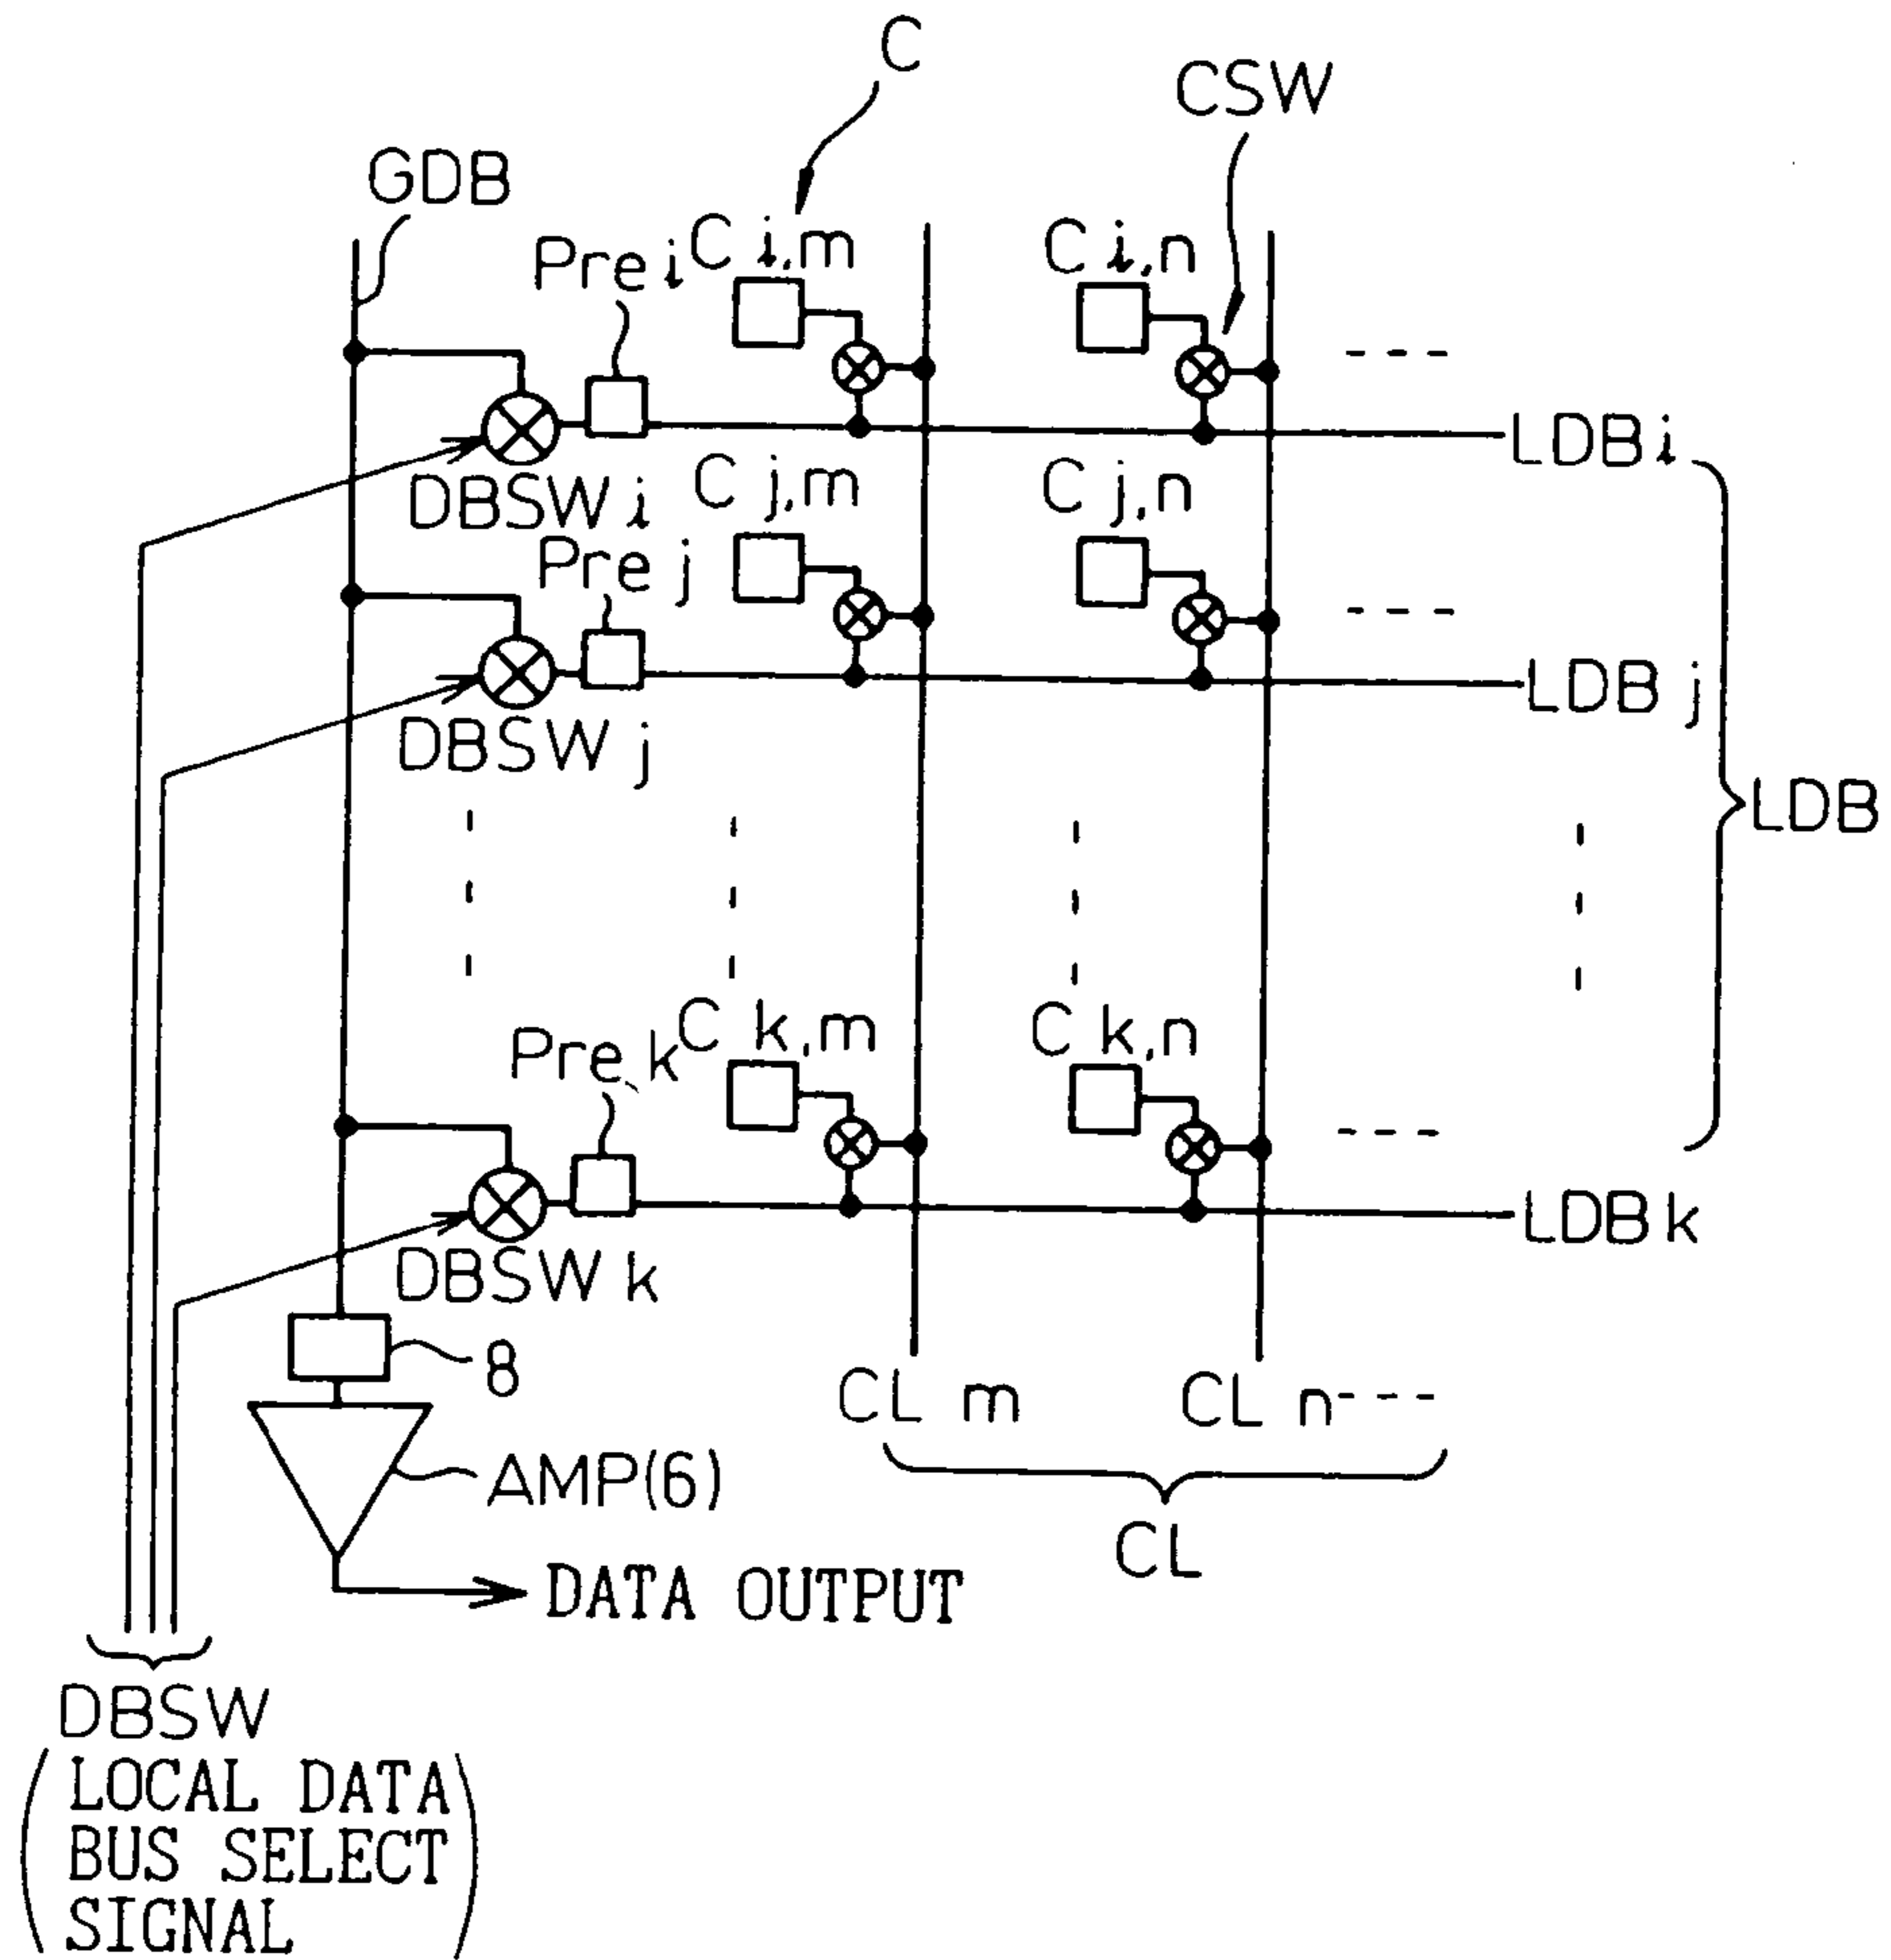 C
CSW
GDB
Pre i
C i,m
C i,n
LDB i
DBSW i
C j,m
C j,n
Pre j
LDB j
DBSW j
LDB
Pre k
C k,m
C k,n
LDB k
DBSW k
8
CL m
CL n
AMP(6)
CL
DATA OUTPUT
DBSW
(LOCAL DATA
BUS SELECT
SIGNAL)